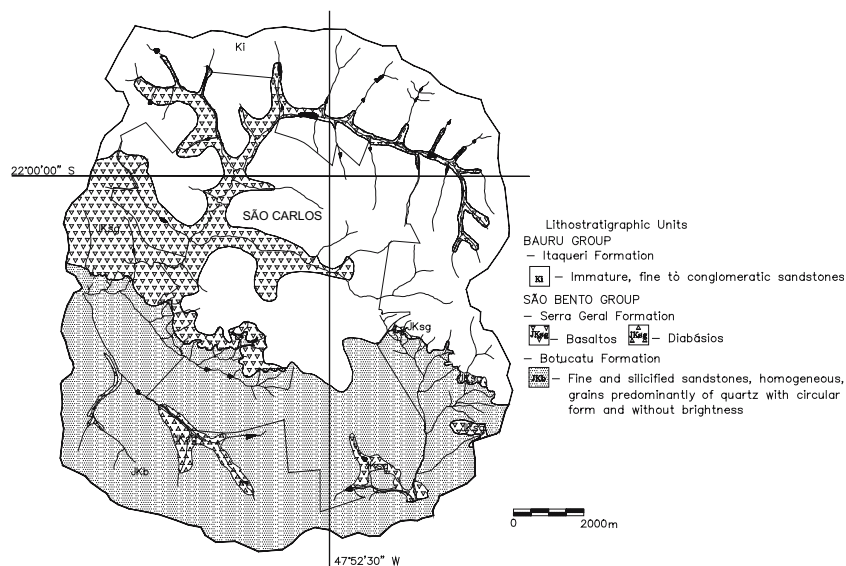 Ki
22°00'00" S
SÃO CARLOS
JKsg
JKsg
JKsg
JKb
47°52'30" W
Lithostratigraphic Units
BAURU GROUP
– Itaqueri Formation
Ki – Immature, fine tò conglomeratic sandstones
SÃO BENTO GROUP
– Serra Geral Formation
JKsg – Basaltos JKsg – Diabásios
– Botucatu Formation
JKb – Fine and silicified sandstones, homogeneous,
grains predominantly of quartz with circular
form and without brightness
0 2000m